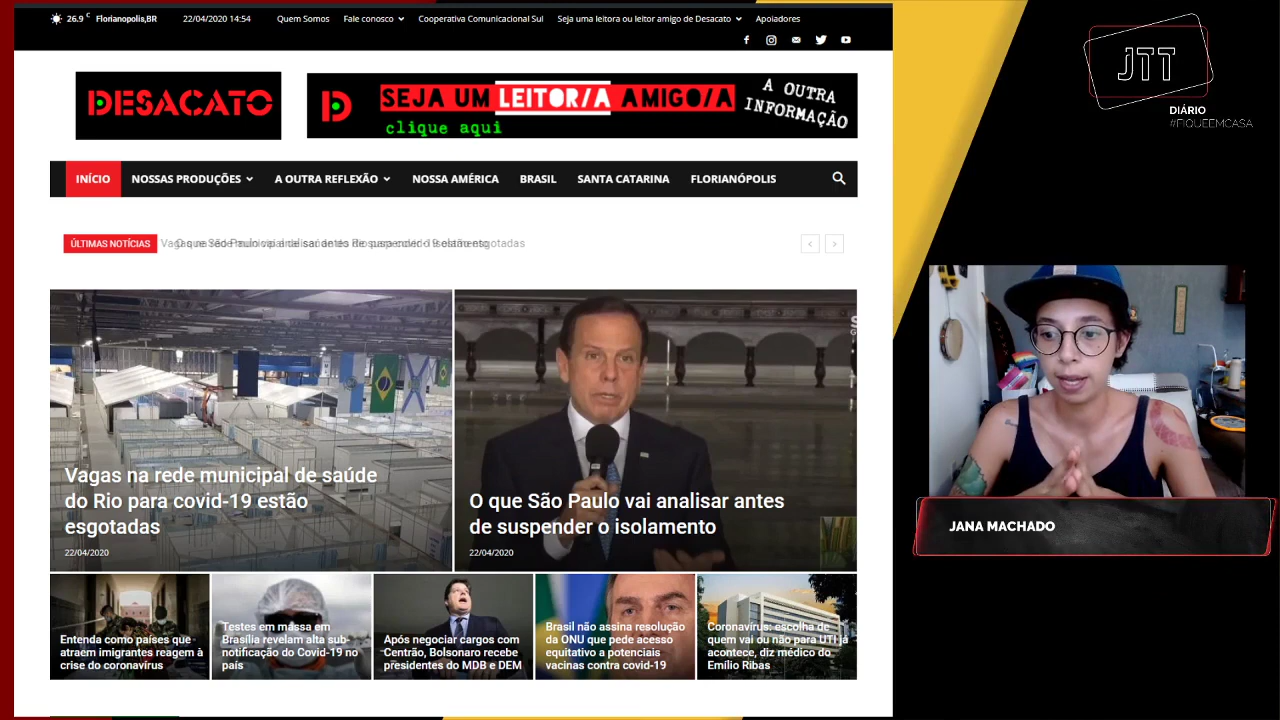 26.9 C Florianopolis,BR 22/04/2020 14:54 Quem Somos Fale conosco Cooperativa Comunicacional Sul Seja uma leitora ou leitor amigo de Desacato Apoiadores
DESACATO
D SEJA UM LEITOR/A AMIGO/A
clique aqui
A OUTRA
INFORMAÇÃO
INÍCIO NOSSAS PRODUÇÕES A OUTRA REFLEXÃO NOSSA AMÉRICA BRASIL SANTA CATARINA FLORIANÓPOLIS
ÚLTIMAS NOTÍCIAS
Vagas na rede municipal de saúde
do Rio para covid-19 estão
esgotadas
22/04/2020
O que São Paulo vai analisar antes
de suspender o isolamento
22/04/2020
Entenda como países que
atraem imigrantes reagem à
crise do coronavírus
Testes em massa em
Brasília revelam alta sub-
notificação do Covid-19 no
país
Após negociar cargos com
Centrão, Bolsonaro recebe
presidentes do MDB e DEM
Brasil não assina resolução
da ONU que pede acesso
equitativo a potenciais
vacinas contra covid-19
Coronavírus: escolha de
quem vai ou não para UTI já
acontece, diz médico do
Emílio Ribas
JTT
DIÁRIO
#FIQUEEMCASA
JANA MACHADO